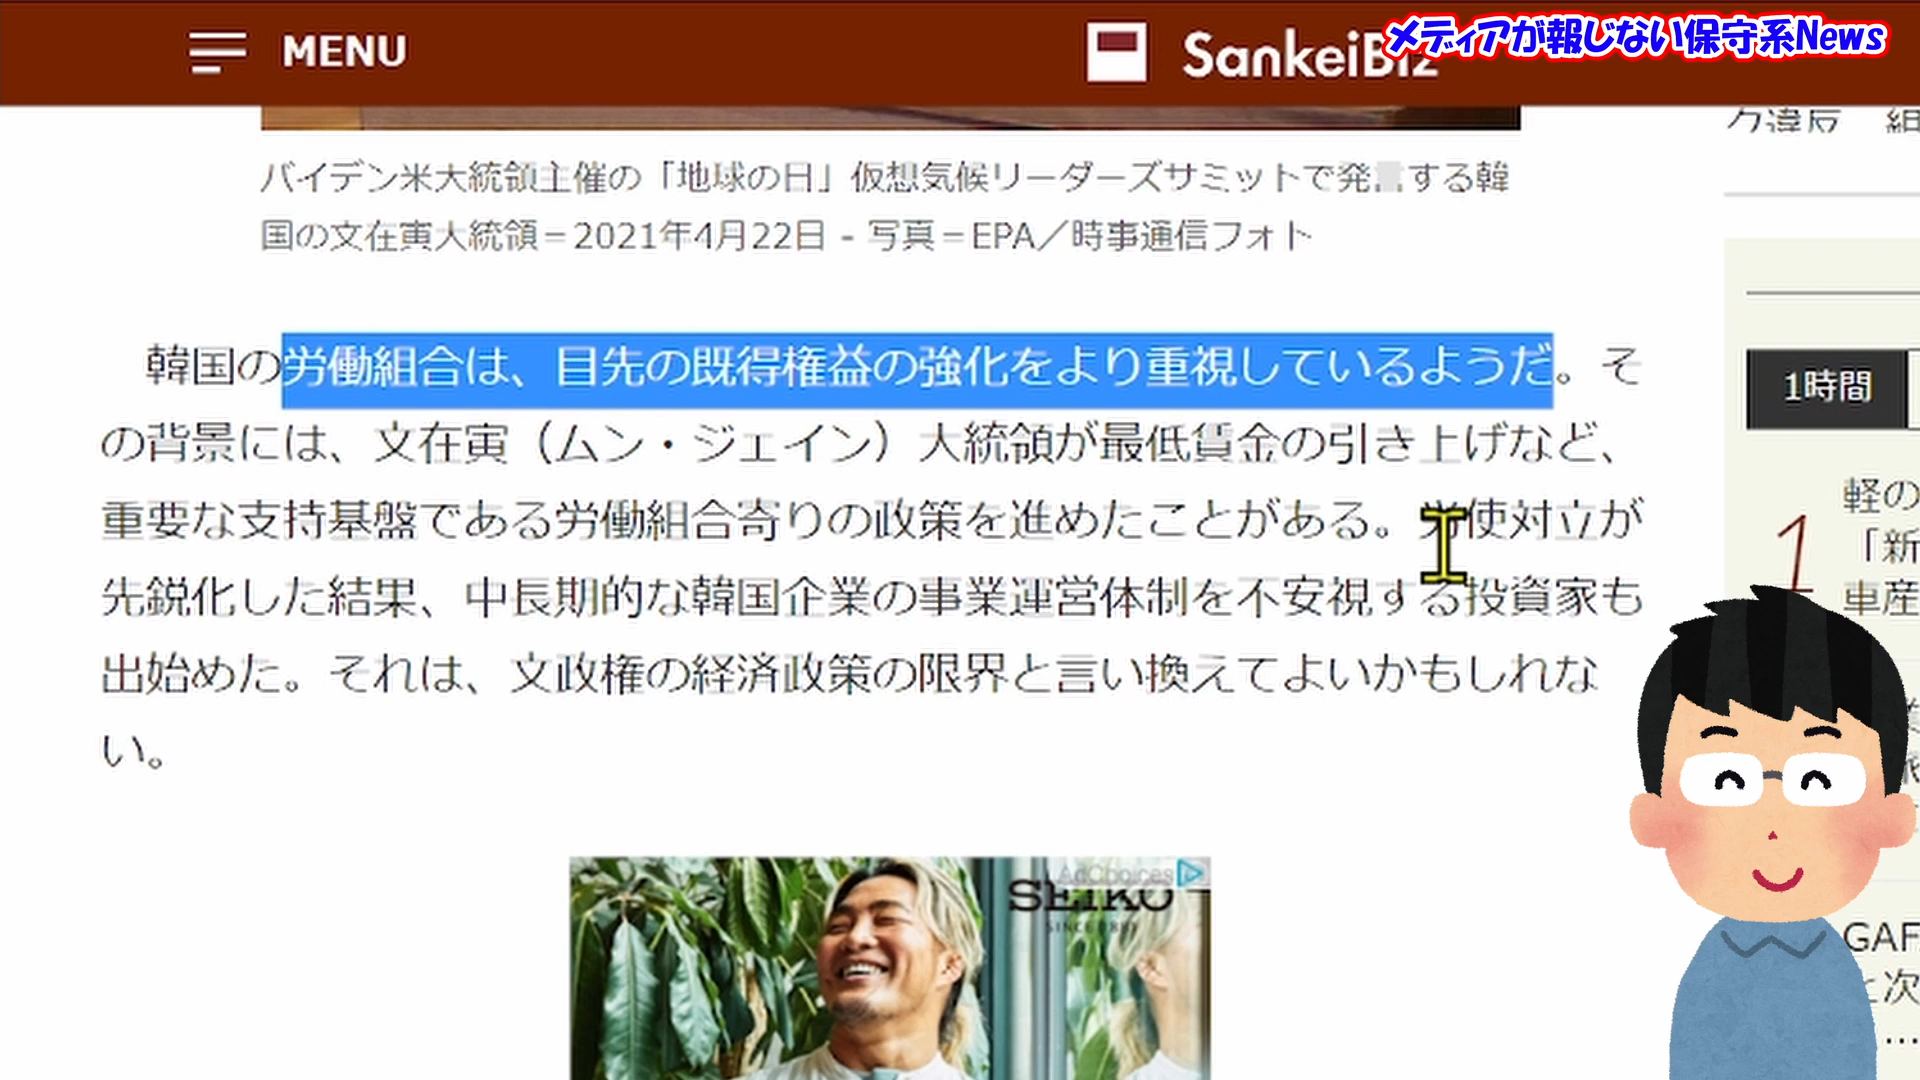 MENU
SankeiBiz
メディアが報じない保守系News
バイデン米大統領主催の「地球の日」仮想気候リーダーズサミットで発言する韓
国の文在寅大統領＝2021年4月22日 - 写真＝EPA／時事通信フォト
韓国の労働組合は、目先の既得権益の強化をより重視しているようだ。そ
の背景には、文在寅（ムン・ジェイン）大統領が最低賃金の引き上げなど、
重要な支持基盤である労働組合寄りの政策を進めたことがある。労使対立が
先鋭化した結果、中長期的な韓国企業の事業運営体制を不安視する投資家も
出始めた。それは、文政権の経済政策の限界と言い換えてよいかもしれな
い。
AdChoices
SEIKO
1時間
1
軽の
「新
車産
GAF
と次
…